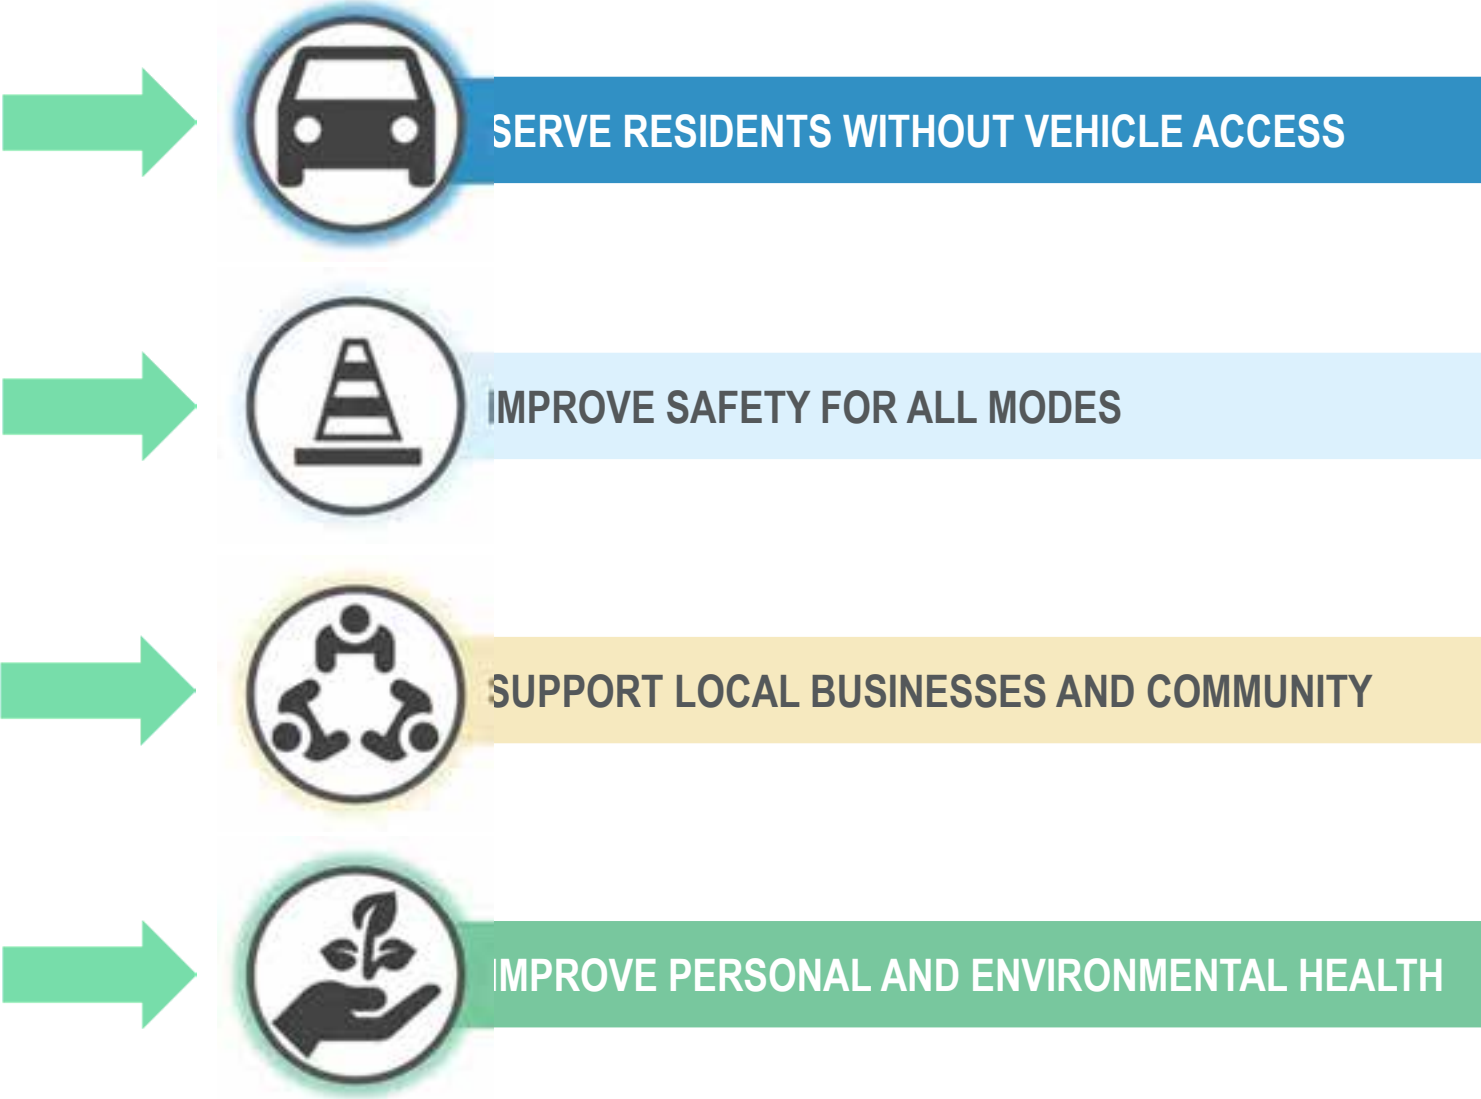 SERVE RESIDENTS WITHOUT VEHICLE ACCESS
IMPROVE SAFETY FOR ALL MODES
SUPPORT LOCAL BUSINESSES AND COMMUNITY
IMPROVE PERSONAL AND ENVIRONMENTAL HEALTH